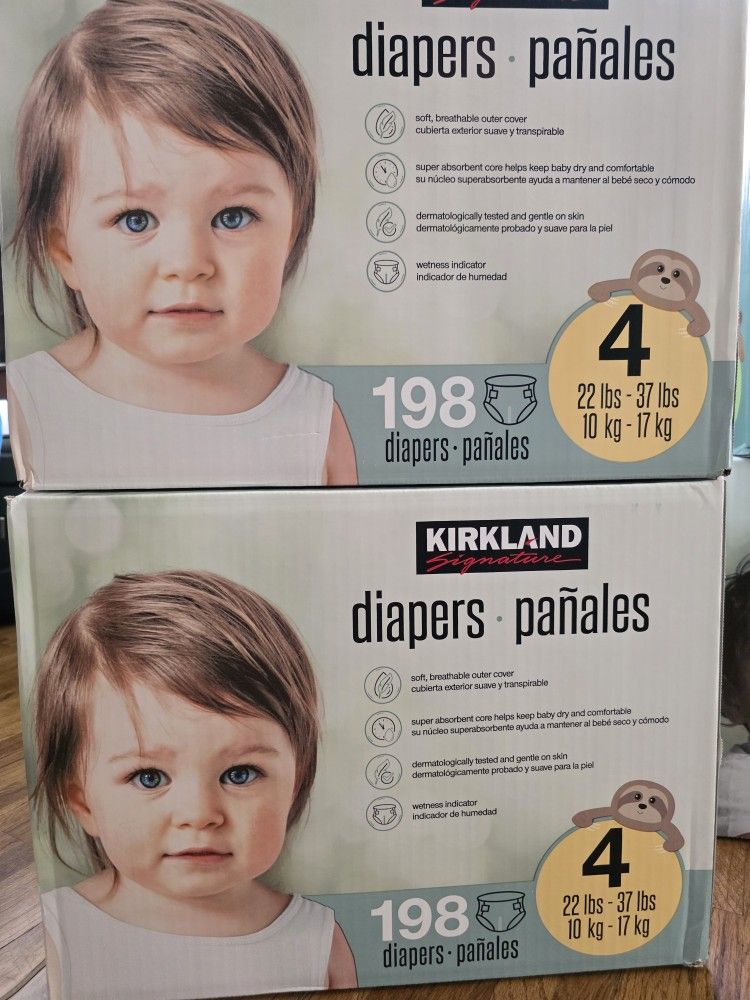 diapers · pañales
soft, breathable outer cover
cubierta exterior suave y transpirable
super absorbent core helps keep baby dry and comfortable
su núcleo superabsorbente ayuda a mantener al bebé seco y cómodo
dermatologically tested and gentle on skin
dermatológicamente probado y suave para la piel
wetness indicator
indicador de humedad
4
22 lbs - 37 lbs
10 kg - 17 kg
198
diapers · pañales
KIRKLAND
Signature
diapers · pañales
soft, breathable outer cover
cubierta exterior suave y transpirable
super absorbent core helps keep baby dry and comfortable
su núcleo superabsorbente ayuda a mantener al bebé seco y cómodo
dermatologically tested and gentle on skin
dermatológicamente probado y suave para la piel
wetness indicator
indicador de humedad
4
22 lbs - 37 lbs
10 kg - 17 kg
198
diapers · pañales